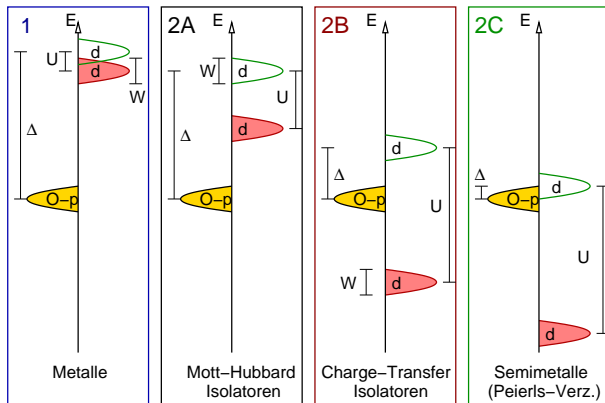 1
E
U
d
d
W
Δ
O−p
Metalle
2A
E
W
d
U
Δ
d
O−p
Mott−Hubbard
Isolatoren
2B
E
d
Δ
O−p
U
W
d
Charge−Transfer
Isolatoren
2C
E
Δ
d
O−p
U
d
Semimetalle
(Peierls−Verz.)